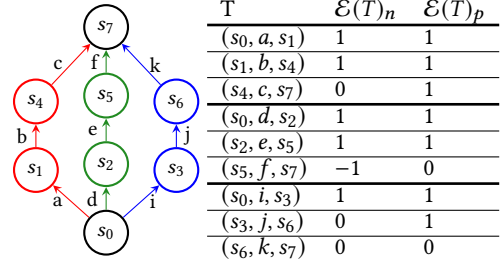 s₇
c f k
s₄ s₅ s₆
b e j
s₁ s₂ s₃
a d i
s₀
T ℰ(T)ₙ ℰ(T)ₚ
(s₀, a, s₁) 1 1
(s₁, b, s₄) 1 1
(s₄, c, s₇) 0 1
(s₀, d, s₂) 1 1
(s₂, e, s₅) 1 1
(s₅, f, s₇) −1 0
(s₀, i, s₃) 1 1
(s₃, j, s₆) 0 1
(s₆, k, s₇) 0 0